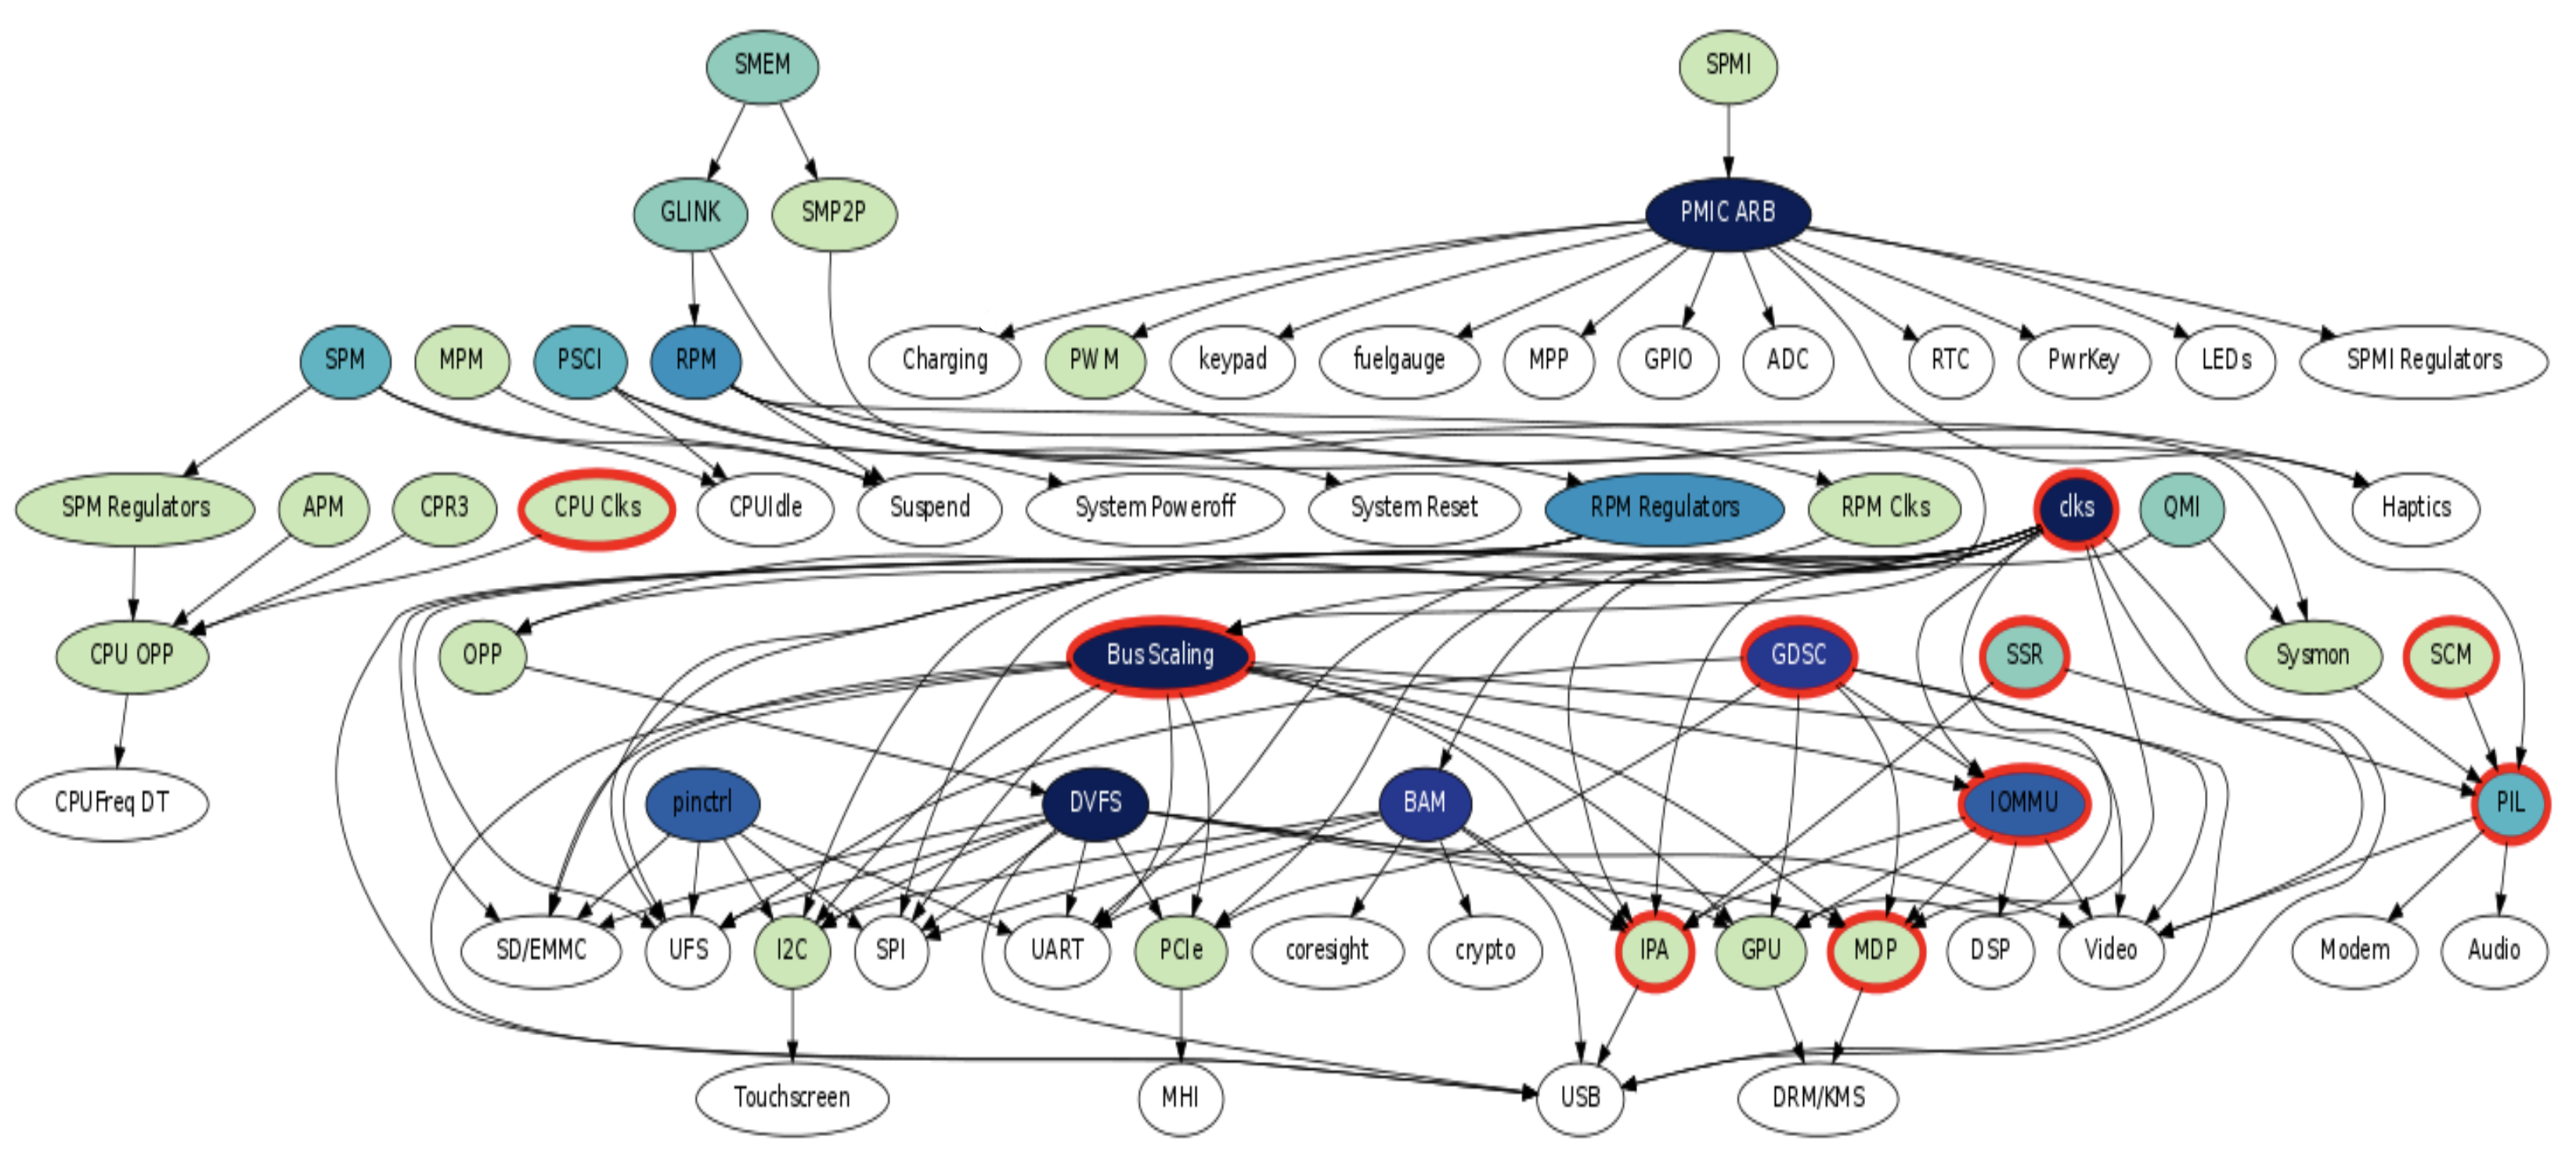 SMEM
SPMI
GLINK
SMP2P
PMIC ARB
SPM
MPM
PSCI
RPM
Charging
PWM
keypad
fuelgauge
MPP
GPIO
ADC
RTC
PwrKey
LEDs
SPMI Regulators
SPM Regulators
APM
CPR3
CPU Clks
CPUIdle
Suspend
System Poweroff
System Reset
RPM Regulators
RPM Clks
clks
QMI
Haptics
CPU OPP
OPP
Bus Scaling
GDSC
SSR
Sysmon
SCM
CPUFreq DT
pinctrl
DVFS
BAM
IOMMU
PIL
SD/EMMC
UFS
I2C
SPI
UART
PCIe
coresight
crypto
IPA
GPU
MDP
DSP
Video
Modem
Audio
Touchscreen
MHI
USB
DRM/KMS